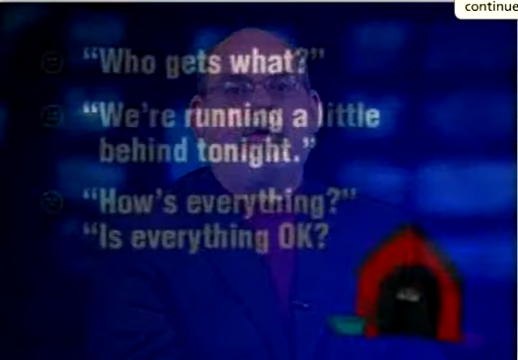 continue
“Who gets what?”
“We’re running a little
behind tonight.”
“How’s everything?”
“Is everything OK?